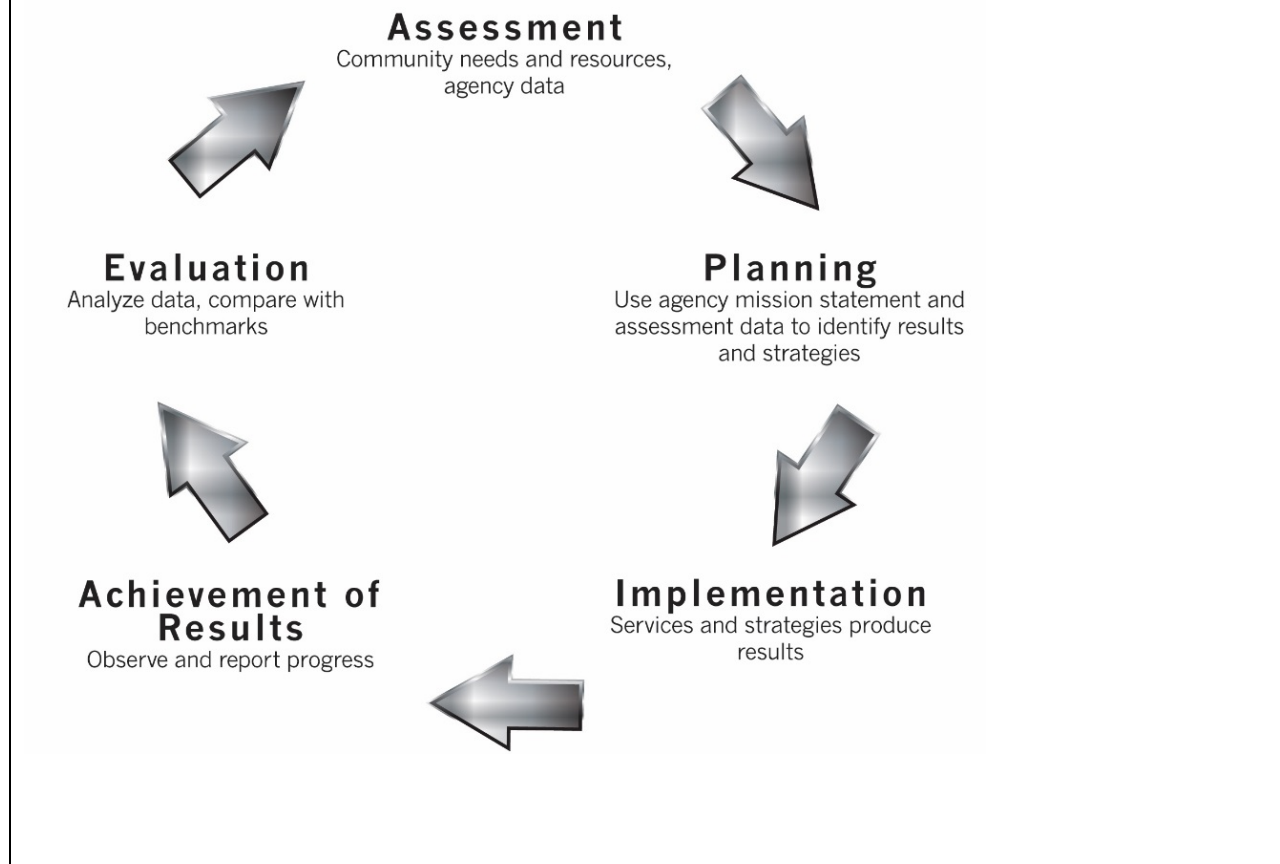 Assessment
Community needs and resources,
agency data
Planning
Use agency mission statement and
assessment data to identify results
and strategies
Implementation
Services and strategies produce
results
Achievement of
Results
Observe and report progress
Evaluation
Analyze data, compare with
benchmarks